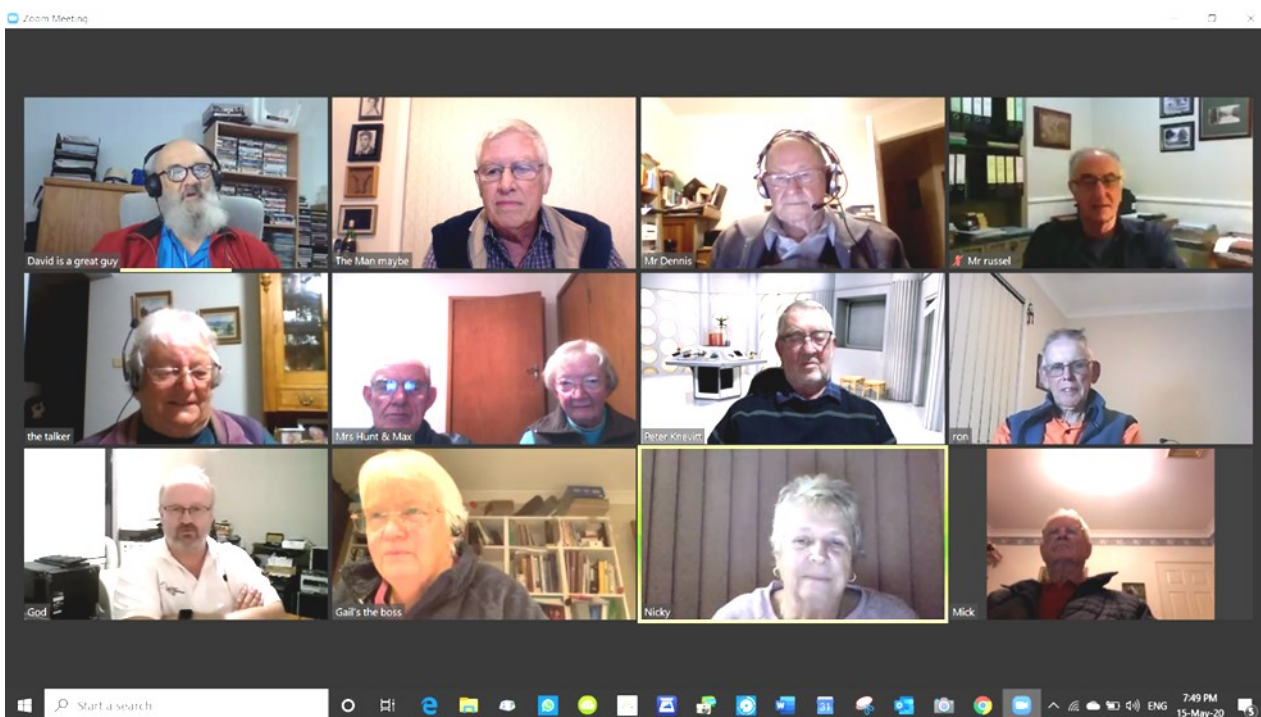 Zoom Meeting
David is a great guy
The Man maybe
Mr Dennis
Mr russel
the talker
Mrs Hunt & Max
Peter Knevitt
ron
God
Gail's the boss
Nicky
Mick
Start a search
ENG
7:49 PM
15-May-20
5